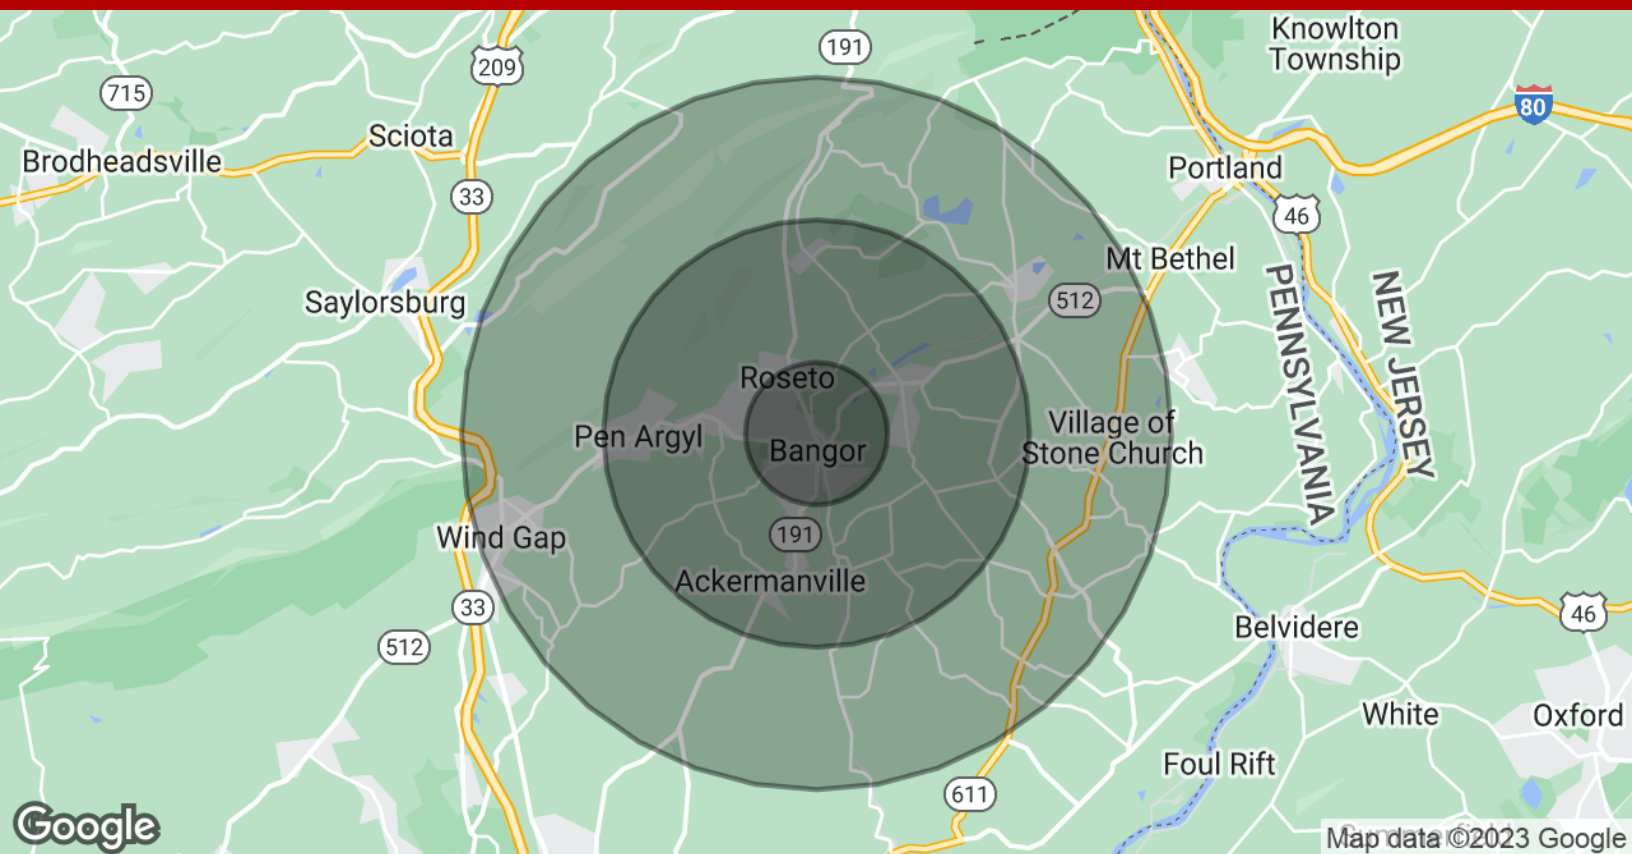 Knowlton
Township
191
209
715
80
Sciota
Brodheadsville
Portland
33
46
Mt Bethel
Saylorsburg
512
PENNSYLVANIA
NEW JERSEY
Roseto
Village of
Stone Church
Pen Argyl
Bangor
Wind Gap
191
Ackermanville
33
46
512
Belvidere
White
Oxford
Foul Rift
611
Google
Map data ©2023 Google